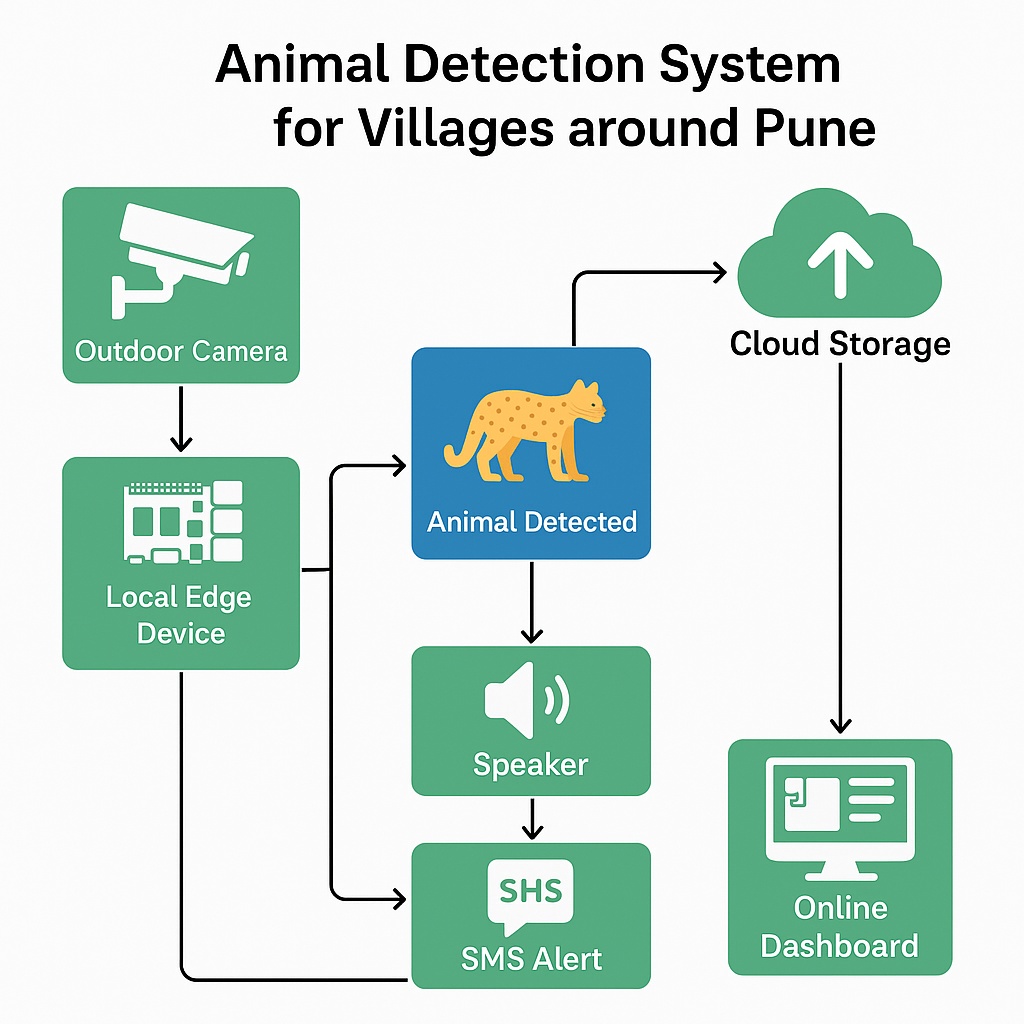 Animal Detection System
for Villages around Pune
Outdoor Camera
Cloud Storage
Animal Detected
Local Edge
Device
Speaker
SHS
SMS Alert
Online
Dashboard